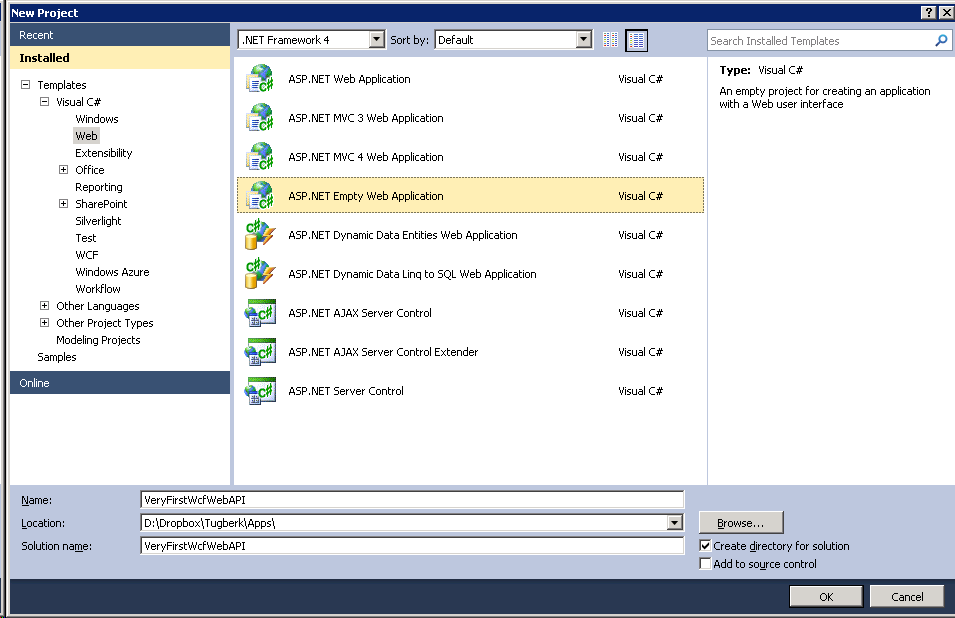 New Project
Recent
Installed
Templates
Visual C#
Windows
Web
Extensibility
Office
Reporting
SharePoint
Silverlight
Test
WCF
Windows Azure
Workflow
Other Languages
Other Project Types
Modeling Projects
Samples
Online
.NET Framework 4 Sort by: Default
ASP.NET Web Application Visual C#
ASP.NET MVC 3 Web Application Visual C#
ASP.NET MVC 4 Web Application Visual C#
ASP.NET Empty Web Application Visual C#
ASP.NET Dynamic Data Entities Web Application Visual C#
ASP.NET Dynamic Data Linq to SQL Web Application Visual C#
ASP.NET AJAX Server Control Visual C#
ASP.NET AJAX Server Control Extender Visual C#
ASP.NET Server Control Visual C#
Search Installed Templates
Type: Visual C#
An empty project for creating an application
with a Web user interface
Name: VeryFirstWcfWebAPI
Location: D:\Dropbox\Tugberk\Apps\ Browse...
Solution name: VeryFirstWcfWebAPI
Create directory for solution
Add to source control
OK Cancel